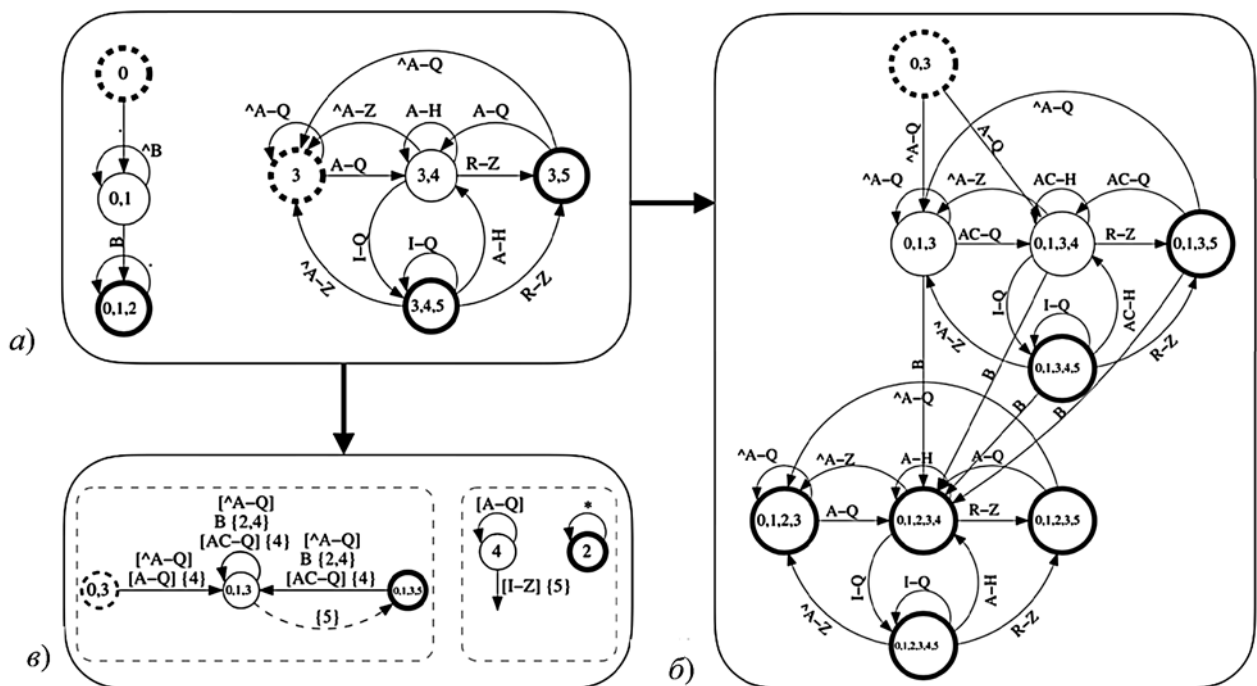 а)
0
.
^B
0,1
B
.
0,1,2
^A–Q
^A–Q
^A–Z
A–H
A–Q
3
A–Q
3,4
R–Z
3,5
I–Q
I–Q
A–H
^A–Z
R–Z
3,4,5
б)
0,3
^A–Q
A–Q
^A–Q
^A–Q
^A–Z
AC–H
AC–Q
0,1,3
AC–Q
0,1,3,4
R–Z
0,1,3,5
I–Q
I–Q
AC–H
^A–Z
R–Z
0,1,3,4,5
B
B
B
B
^A–Q
^A–Q
^A–Z
A–H
A–Q
0,1,2,3
A–Q
0,1,2,3,4
R–Z
0,1,2,3,5
I–Q
I–Q
A–H
^A–Z
R–Z
0,1,2,3,4,5
в)
[^A–Q]
B {2,4}
[AC–Q] {4}
[^A–Q]
[A–Q] {4}
[^A–Q]
B {2,4}
[AC–Q] {4}
0,3
0,1,3
0,1,3,5
{5}
[A–Q]
4
[I–Z] {5}
*
2